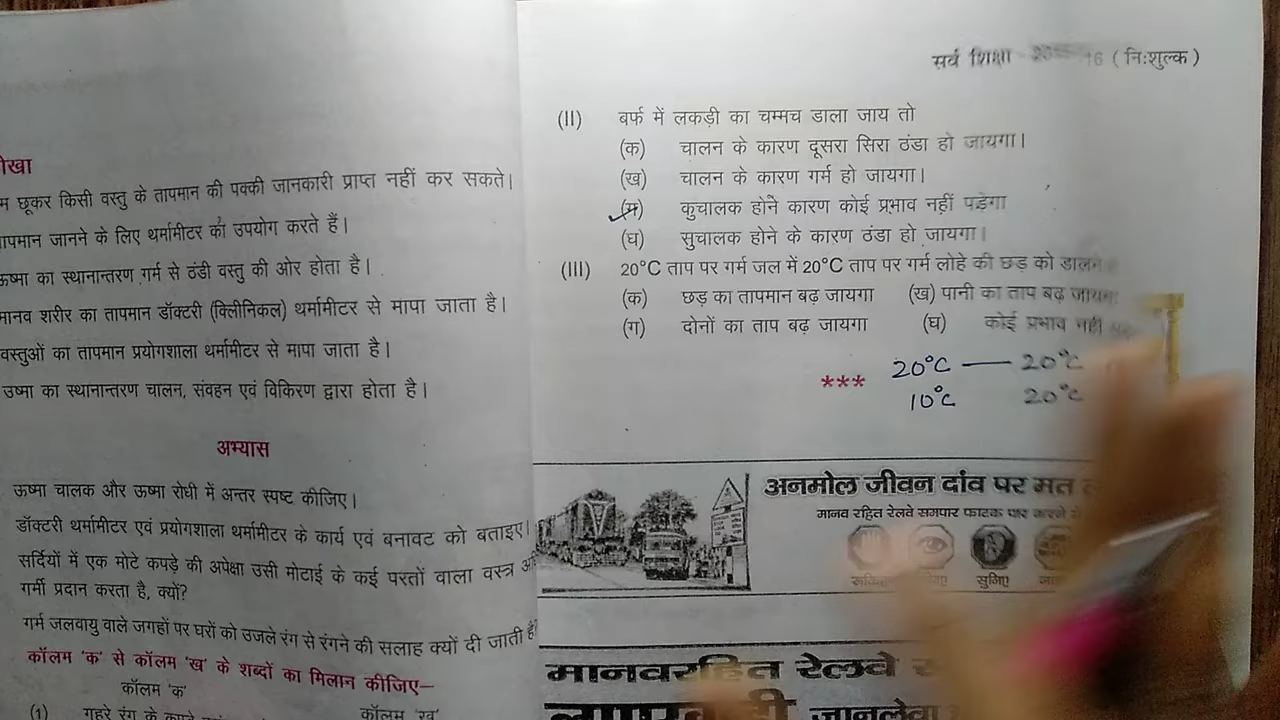 म छूकर किसी वस्तु के तापमान की पक्की जानकारी प्राप्त नहीं कर सकते।
तापमान जानने के लिए थर्मामीटर का उपयोग करते हैं।
ऊष्मा का स्थानान्तरण गर्म से ठंडी वस्तु की ओर होता है।
मानव शरीर का तापमान डॉक्टरी (क्लिीनिकल) थर्मामीटर से मापा जाता है।
वस्तुओं का तापमान प्रयोगशाला थर्मामीटर से मापा जाता है।
उष्मा का स्थानान्तरण चालन, संवहन एवं विकिरण द्वारा होता है।
अभ्यास
ऊष्मा चालक और ऊष्मा रोधी में अन्तर स्पष्ट कीजिए।
डॉक्टरी थर्मामीटर एवं प्रयोगशाला थर्मामीटर के कार्य एवं बनावट को बताइए।
सर्दियों में एक मोटे कपड़े की अपेक्षा उसी मोटाई के कई परतों वाला वस्त्र
गर्मी प्रदान करता है, क्यों?
गर्म जलवायु वाले जगहों पर घरों को उजले रंग से रंगने की सलाह क्यों दी जाती है?
कॉलम 'क' से कॉलम 'ख' के शब्दों का मिलान कीजिए–
कॉलम 'क' कॉलम 'ख'
(1) गहरे रंग के कपड़े
सर्व शिक्षा (नि:शुल्क)
(II) बर्फ में लकड़ी का चम्मच डाला जाय तो
(क) चालन के कारण दूसरा सिरा ठंडा हो जायगा।
(ख) चालन के कारण गर्म हो जायगा।
(ग) कुचालक होने कारण कोई प्रभाव नहीं पड़ेगा
(घ) सुचालक होने के कारण ठंडा हो जायगा।
(III) 20°C ताप पर गर्म जल में 20°C ताप पर गर्म लोहे की छड़ को डालने
(क) छड़ का तापमान बढ़ जायगा (ख) पानी का ताप बढ़ जायगा
(ग) दोनों का ताप बढ़ जायगा (घ) कोई प्रभाव नहीं
*** 20°C — 20°C
10°C 20°C
अनमोल जीवन दांव पर मत
मानव रहित रेलवे समपार फाटक पार करने
सुनिए
मानवरहित रेलवे